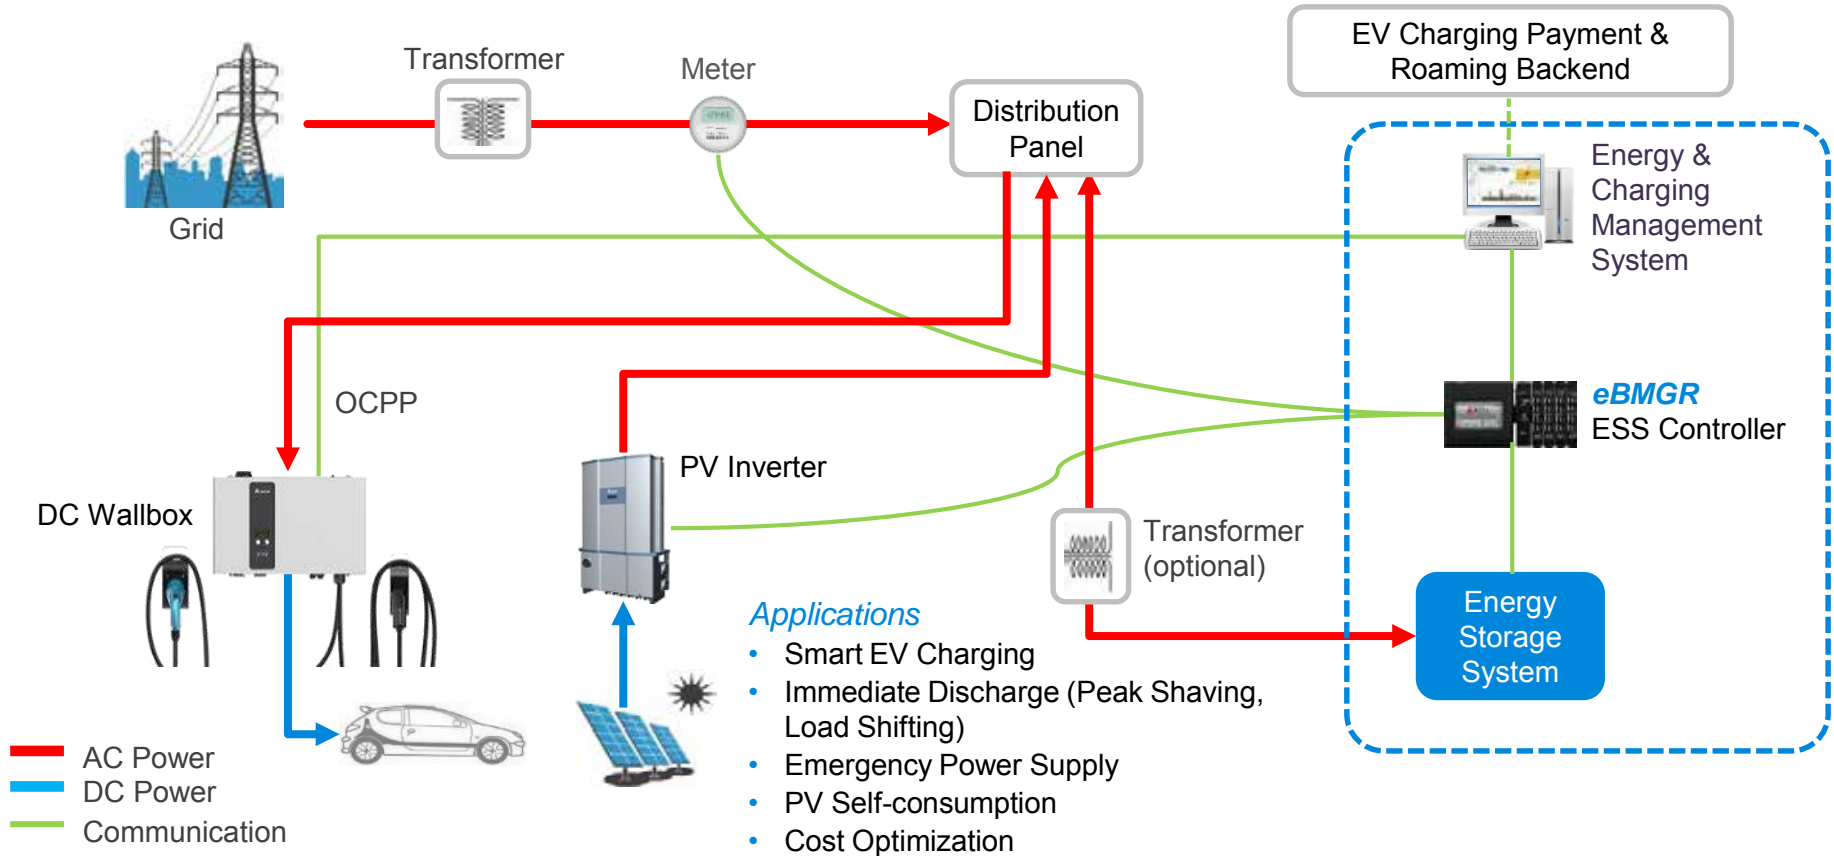 EV Charging Payment &
Roaming Backend
Transformer
Meter
Distribution
Panel
Energy &
Charging
Management
System
Grid
OCPP
eBMGR
ESS Controller
PV Inverter
DC Wallbox
Transformer
(optional)
Energy
Storage
System
Applications
• Smart EV Charging
• Immediate Discharge (Peak Shaving,
Load Shifting)
• Emergency Power Supply
• PV Self-consumption
• Cost Optimization
AC Power
DC Power
Communication